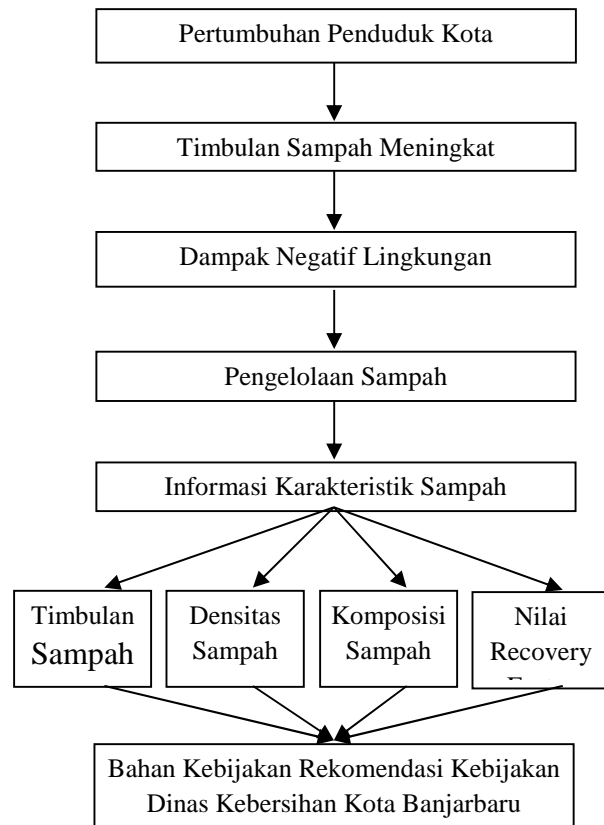 Pertumbuhan Penduduk Kota
Timbulan Sampah Meningkat
Dampak Negatif Lingkungan
Pengelolaan Sampah
Informasi Karakteristik Sampah
Timbulan
Sampah
Densitas
Sampah
Komposisi
Sampah
Nilai
Recovery
Bahan Kebijakan Rekomendasi Kebijakan
Dinas Kebersihan Kota Banjarbaru